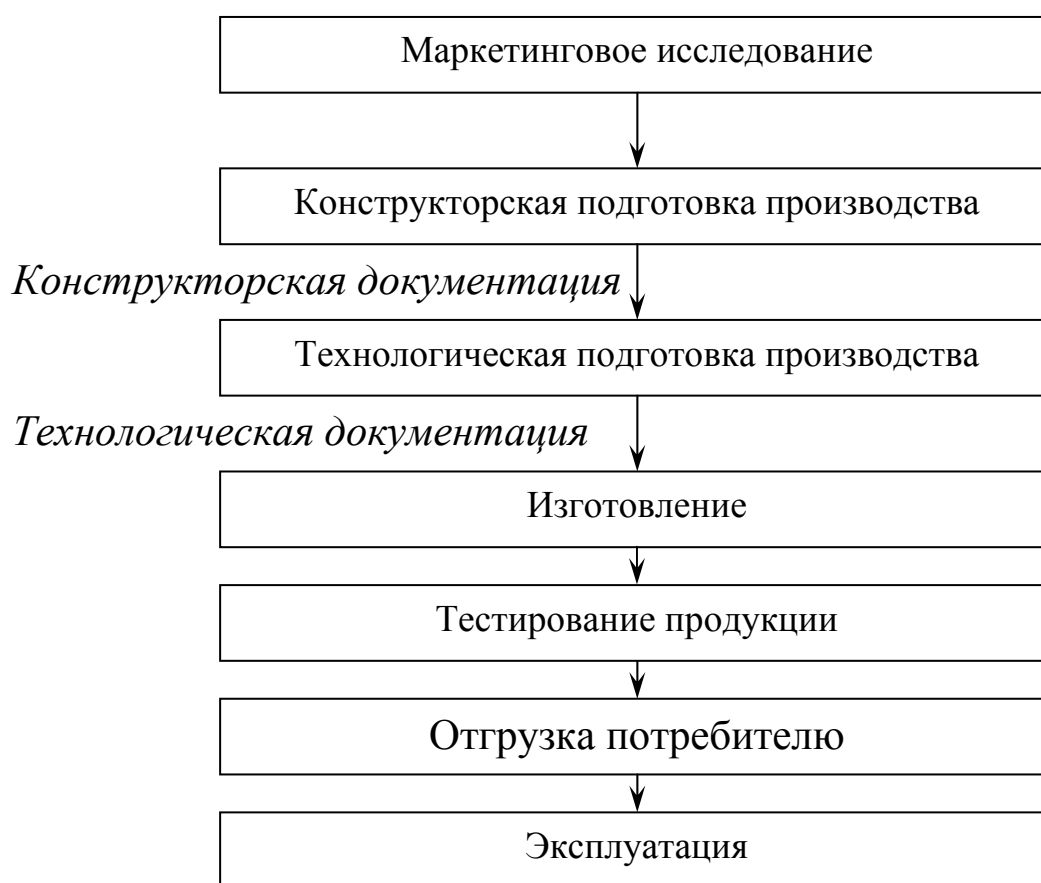 Маркетинговое исследование
Конструкторская подготовка производства
Конструкторская документация
Технологическая подготовка производства
Технологическая документация
Изготовление
Тестирование продукции
Отгрузка потребителю
Эксплуатация